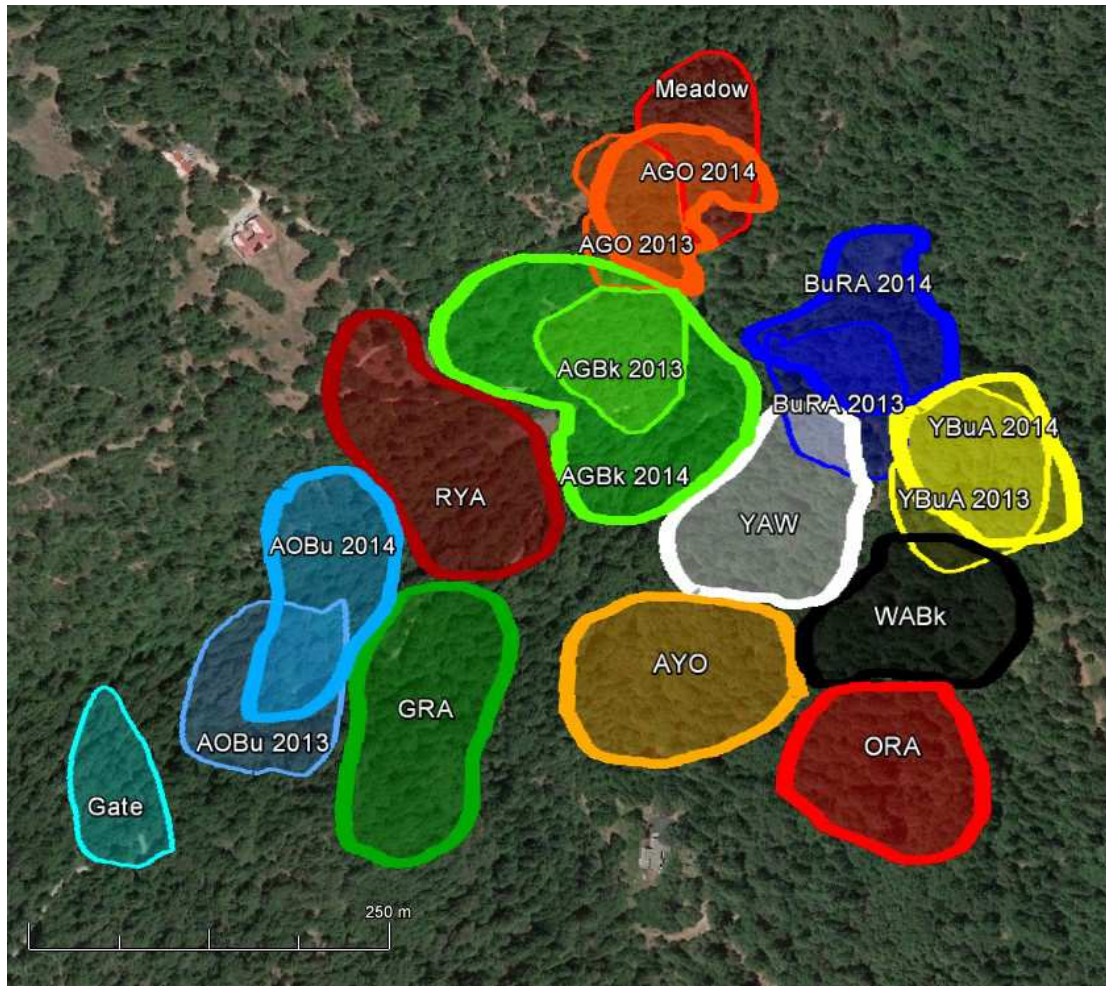 Meadow
AGO 2014
AGO 2013
BuRA 2014
AGBk 2013
BuRA 2013
YBuA 2014
AGBk 2014
RYA
YBuA 2013
YAW
AOBu 2014
WABk
AYO
GRA
AOBu 2013
ORA
Gate
250 m